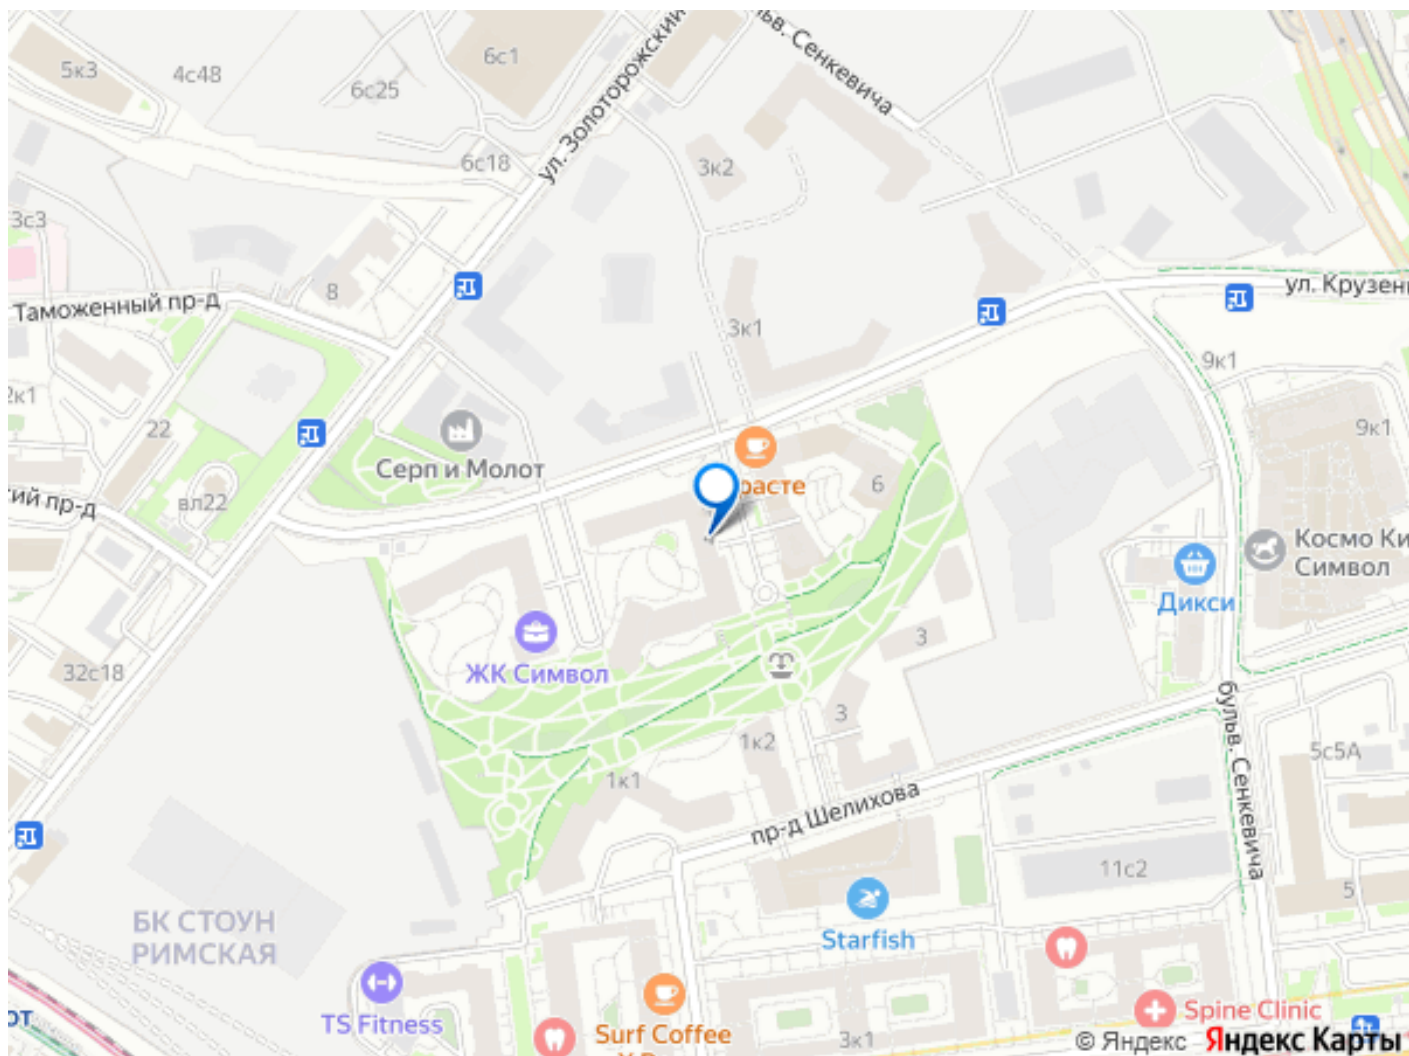 5к3
4с48
6с25
6с1
ул. Золоторожский
бульв. Сенкевича
6с18
3к2
3с3
Таможенный пр-д
8
3к1
ул. Крузен
9к1
2к1
22
Серп и Молот
9к1
6
вл22
ий пр-д
расте
4
Космо Ки
Символ
Дикси
3
32с18
ЖК Символ
3
1к2
1к1
бульв. Сенкевича
5с5А
пр-д Шелихова
11с2
5
БК СТОУН
РИМСКАЯ
Starfish
TS Fitness
Surf Coffee
3к1
Spine Clinic
от
© Яндекс Яндекс Карты